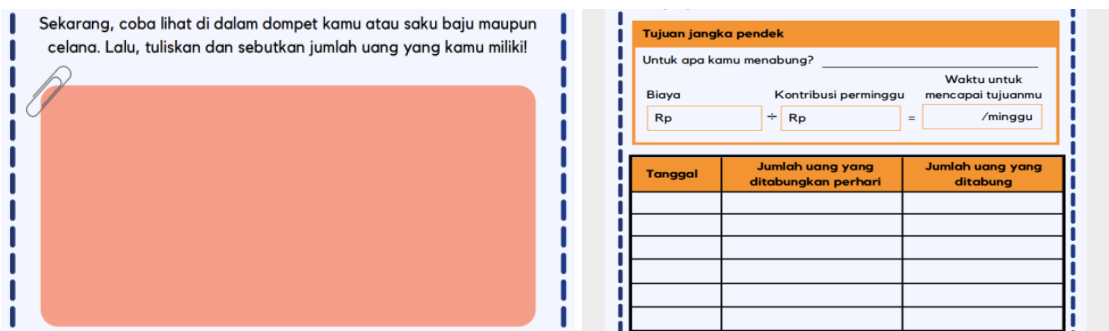 Sekarang, coba lihat di dalam dompet kamu atau saku baju maupun
celana. Lalu, tuliskan dan sebutkan jumlah uang yang kamu miliki!
Tujuan jangka pendek
Untuk apa kamu menabung?
Biaya
Kontribusi perminggu
Waktu untuk
mencapai tujuanmu
Rp
÷
Rp
=
/minggu
Tanggal
Jumlah uang yang
ditabungkan perhari
Jumlah uang yang
ditabung